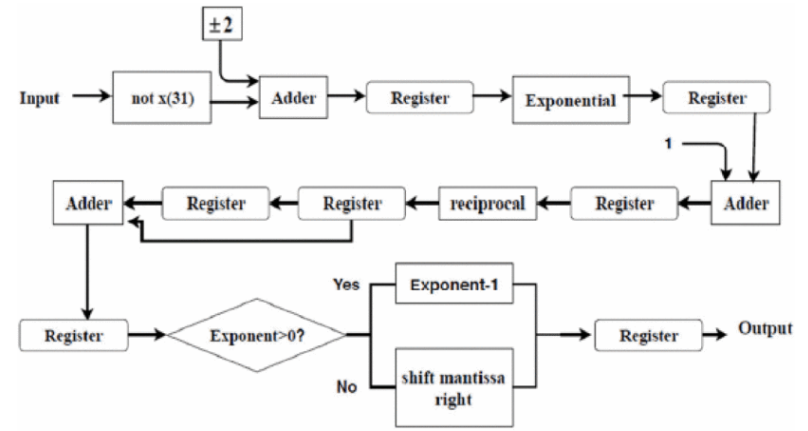 ±2
Input
not x(31)
Adder
Register
Exponential
Register
1
Adder
Register
Register
reciprocal
Register
Adder
Yes
Exponent-1
Register
Exponent>0?
Register
Output
No
shift mantissa
right